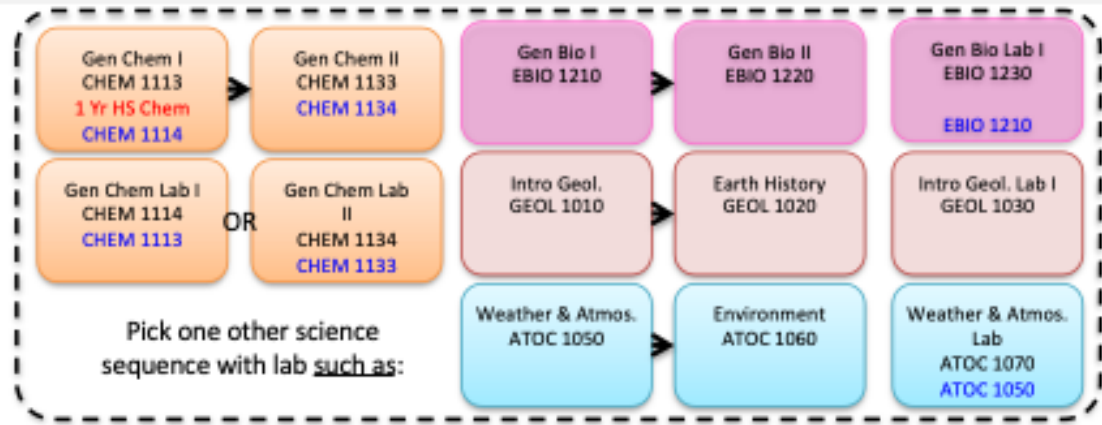 Gen Chem I
CHEM 1113
1 Yr HS Chem
CHEM 1114
Gen Chem II
CHEM 1133
CHEM 1134
Gen Bio I
EBIO 1210
Gen Bio II
EBIO 1220
Gen Bio Lab I
EBIO 1230
EBIO 1210
Gen Chem Lab I
CHEM 1114
CHEM 1113
OR
Gen Chem Lab
II
CHEM 1134
CHEM 1133
Intro Geol.
GEOL 1010
Earth History
GEOL 1020
Intro Geol. Lab I
GEOL 1030
Pick one other science
sequence with lab such as:
Weather & Atmos.
ATOC 1050
Environment
ATOC 1060
Weather & Atmos.
Lab
ATOC 1070
ATOC 1050